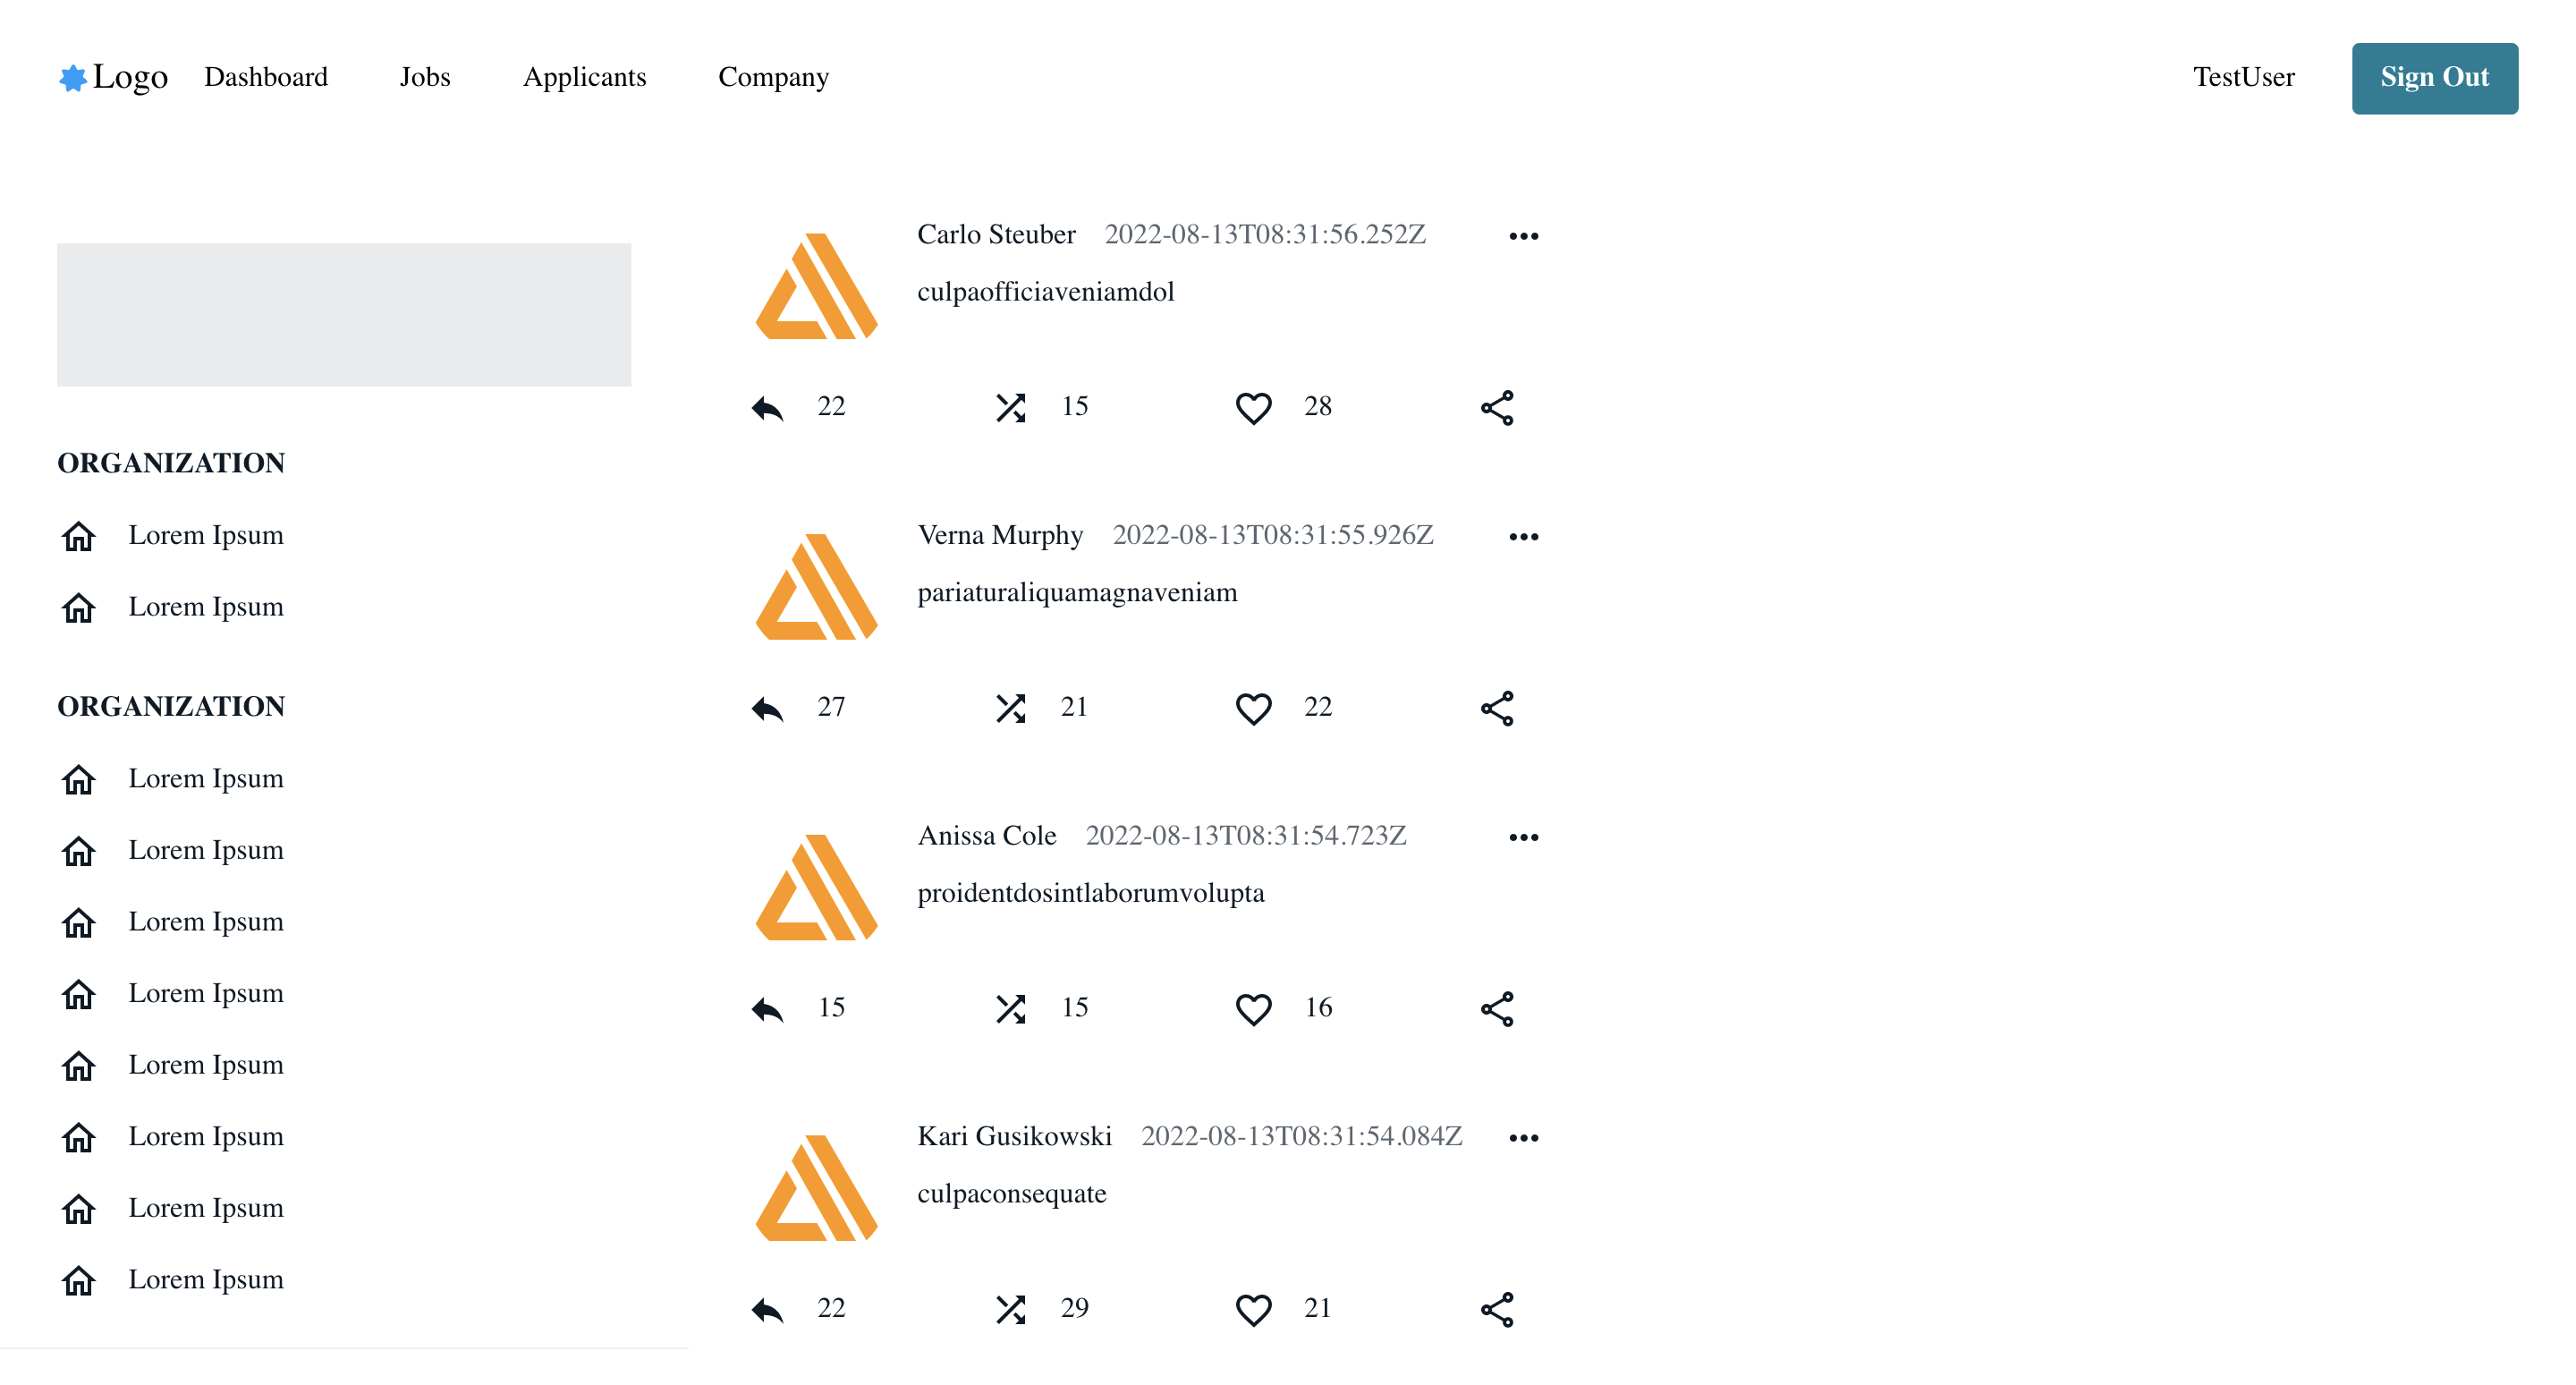 Logo Dashboard Jobs Applicants Company TestUser Sign Out
ORGANIZATION
Lorem Ipsum
Lorem Ipsum
ORGANIZATION
Lorem Ipsum
Lorem Ipsum
Lorem Ipsum
Lorem Ipsum
Lorem Ipsum
Lorem Ipsum
Lorem Ipsum
Lorem Ipsum
Carlo Steuber 2022-08-13T08:31:56.252Z
culpaofficiaveniamdol
22 15 28
Verna Murphy 2022-08-13T08:31:55.926Z
pariaturaliquamagnaveniam
27 21 22
Anissa Cole 2022-08-13T08:31:54.723Z
proidentdosintlaborumvolupta
15 15 16
Kari Gusikowski 2022-08-13T08:31:54.084Z
culpaconsequate
22 29 21